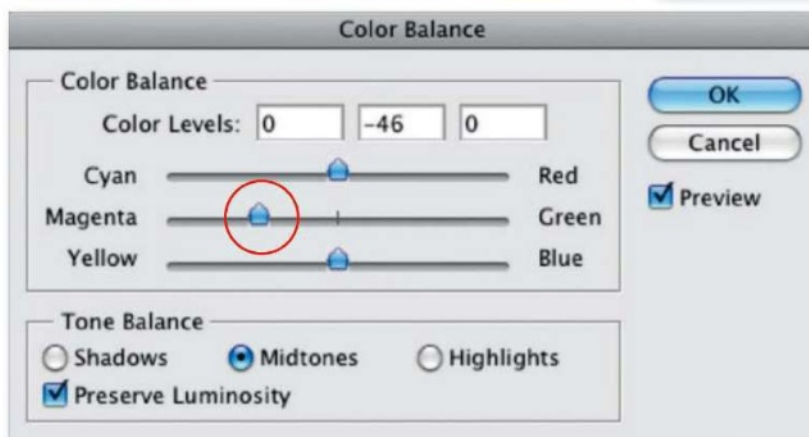 Color Balance
Color Balance
Color Levels: 0 -46 0
Cyan Red
Magenta Green
Yellow Blue
OK
Cancel
Preview
Tone Balance
Shadows Midtones Highlights
Preserve Luminosity